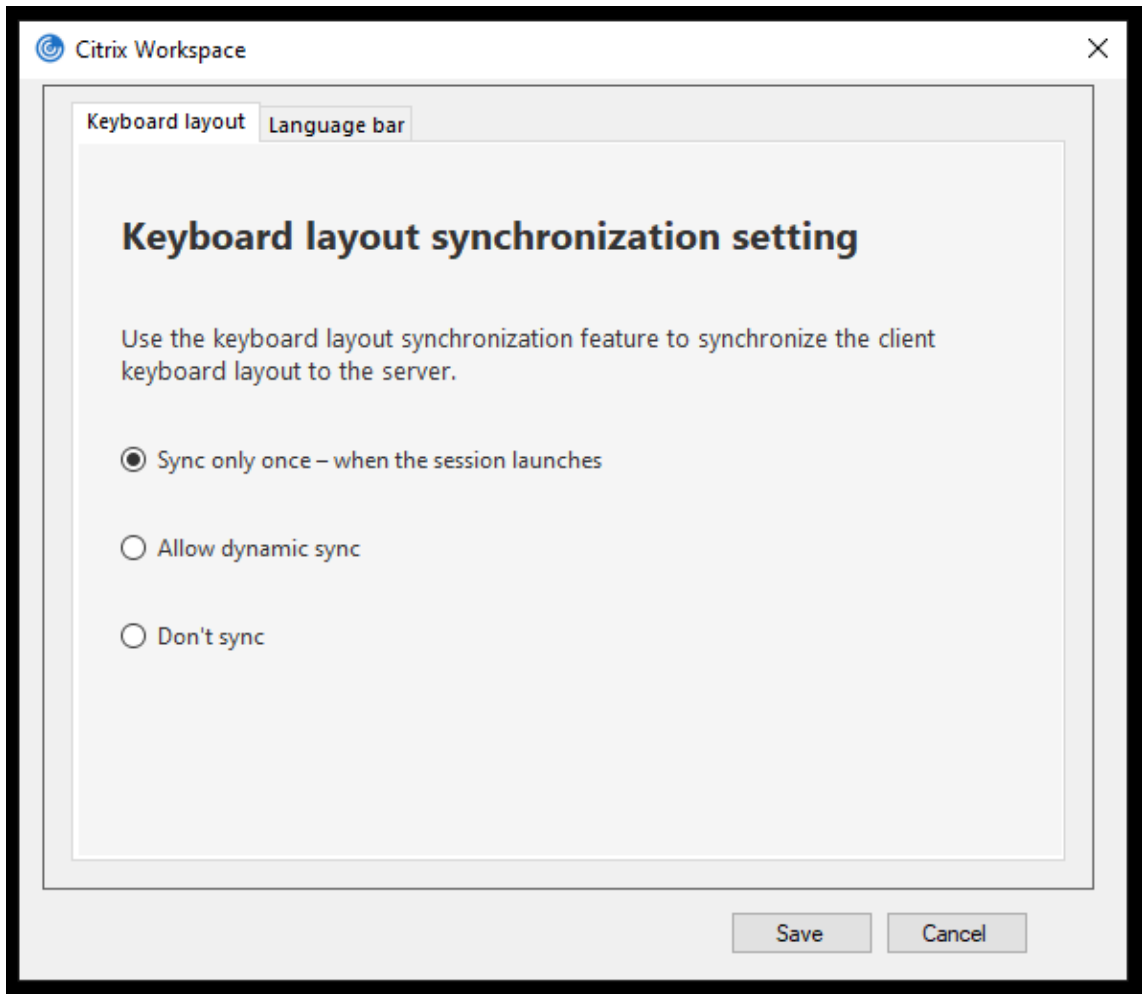 Citrix Workspace
Keyboard layout
Language bar
Keyboard layout synchronization setting
Use the keyboard layout synchronization feature to synchronize the client
keyboard layout to the server.
Sync only once – when the session launches
Allow dynamic sync
Don't sync
Save
Cancel